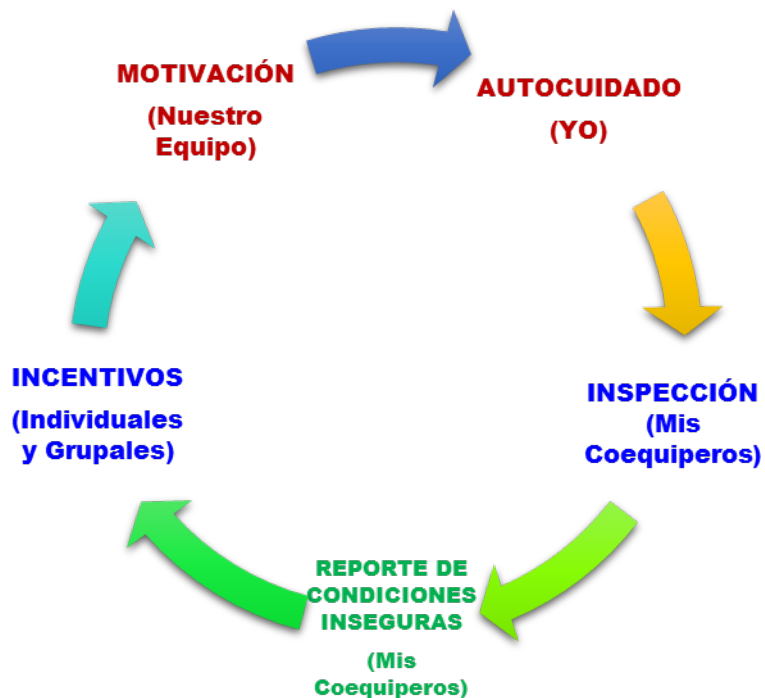 MOTIVACIÓN
(Nuestro
Equipo)
AUTOCUIDADO
(YO)
INSPECCIÓN
(Mis
Coequiperos)
REPORTE DE
CONDICIONES
INSEGURAS
(Mis
Coequiperos)
INCENTIVOS
(Individuales
y Grupales)